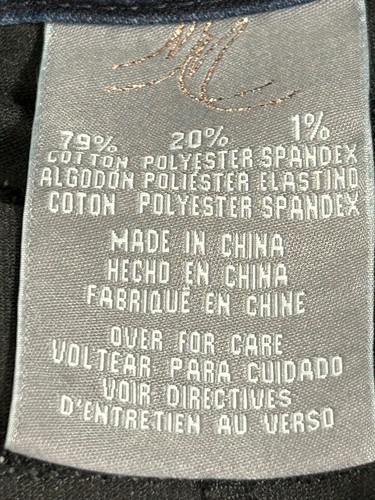 79% 20% 1%
COTTON POLYESTER SPANDEX
ALGODON POLIÉSTER ELASTINO
COTON POLYESTER SPANDEX
MADE IN CHINA
HECHO EN CHINA
FABRIQUÉ EN CHINE
OVER FOR CARE
VOLTEAR PARA CUIDADO
VOIR DIRECTIVES
D'ENTRETIEN AU VERSO